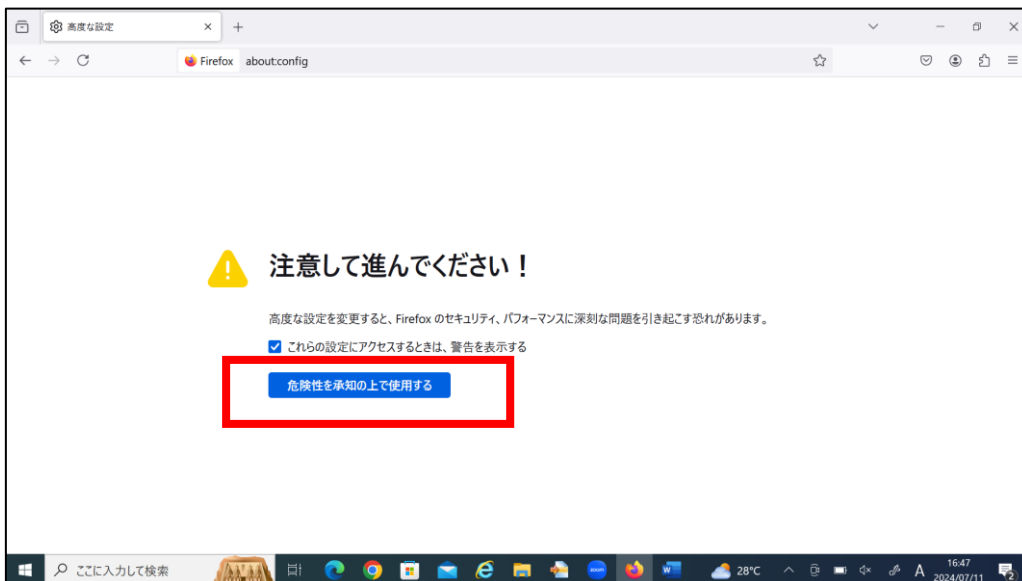 高度な設定
Firefox about:config
注意して進んでください！
高度な設定を変更すると、Firefox のセキュリティ、パフォーマンスに深刻な問題を引き起こす恐れがあります。
これらの設定にアクセスするときは、警告を表示する
危険性を承知の上で使用する
ここに入力して検索
zoom
W
28°C
A
16:47
2024/07/11
2